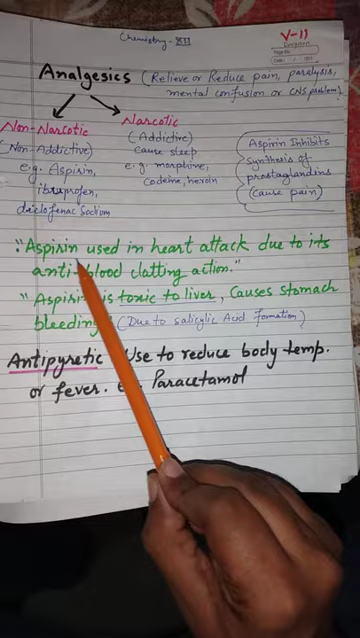 Chemistry-XII
V-11
Analgesics (Relieve or Reduce pain, paralysis,
mental confusion or CNS problem)
Non-Narcotic
(Non-Addictive)
e.g. Aspirin,
ibuprofen,
diclofenac Sodium
Narcotic
(Addictive)
cause sleep
e.g. morphine,
codeine, heroin
Aspirin Inhibits
synthesis of
prostaglandins
(cause pain)
"Aspirin used in heart attack due to its
anti-blood clatting action."
"Aspirin is toxic to liver, Causes stomach
bleeding" (Due to salicylic Acid Formation)
Antipyretic Use to reduce body temp.
or fever. Paracetamol